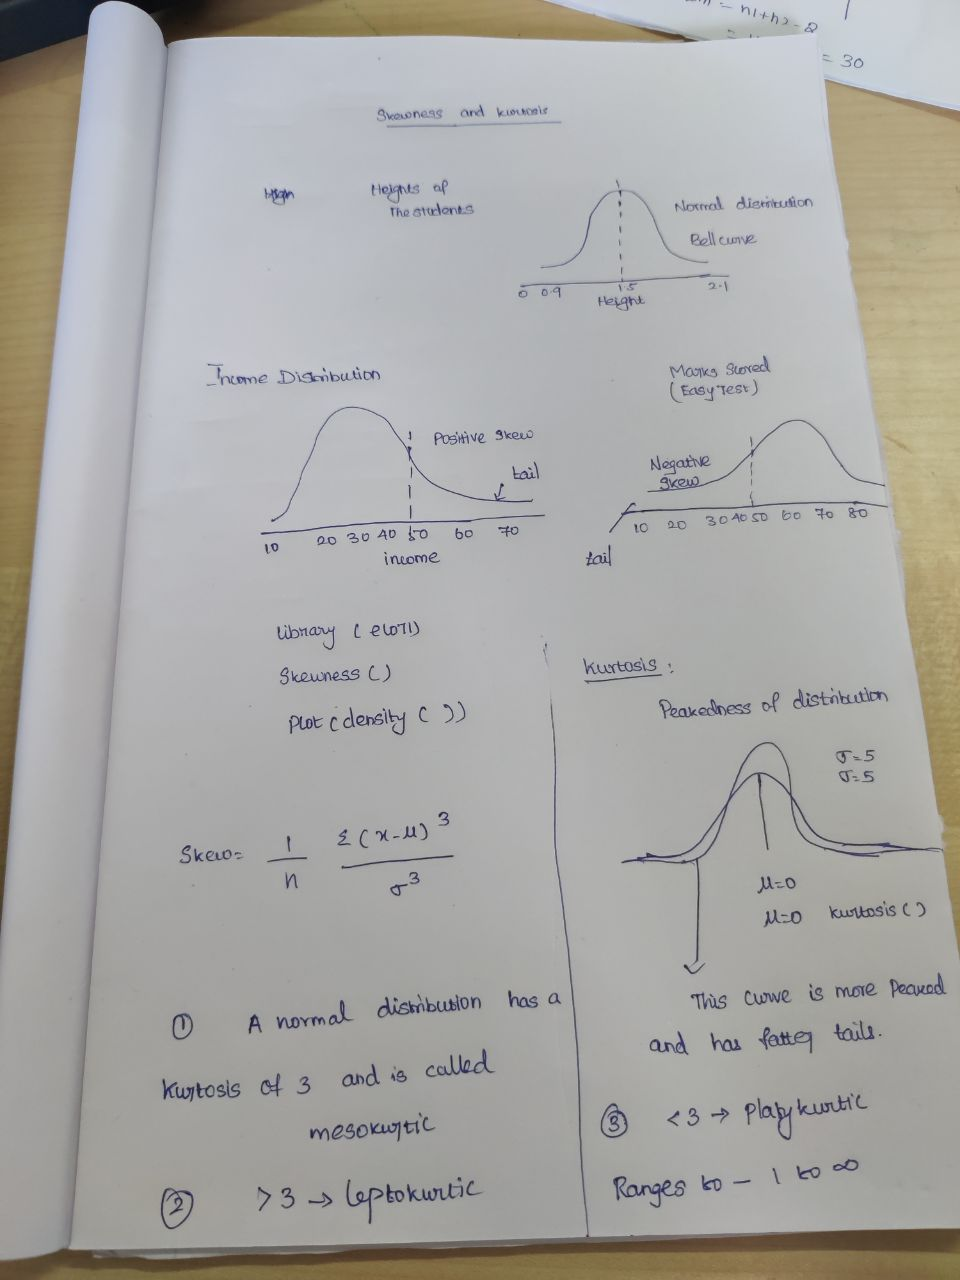 n1+n2-2
= 30
Skewness and kurtosis
Heights of
The students
Normal distribution
Bell curve
0 0.9 1.5 2.1
Height
Income Distribution
Positive skew
tail
10 20 30 40 50 60 70
income
Marks Scored
(Easy Test)
Negative
Skew
10 20 30 40 50 60 70 80
tail
library ( e1071)
Skewness ()
Plot (density ( ))
Skew= 1/n Σ(x-μ)³/σ³
① A normal distribution has a
kurtosis of 3 and is called
mesokurtic
② >3 → leptokurtic
Kurtosis :
Peakedness of distribution
σ=5
σ=5
μ=0
μ=0 kurtosis()
This curve is more Peaked
and has fatter tails.
③ <3 → Platykurtic
Ranges to - 1 to ∞